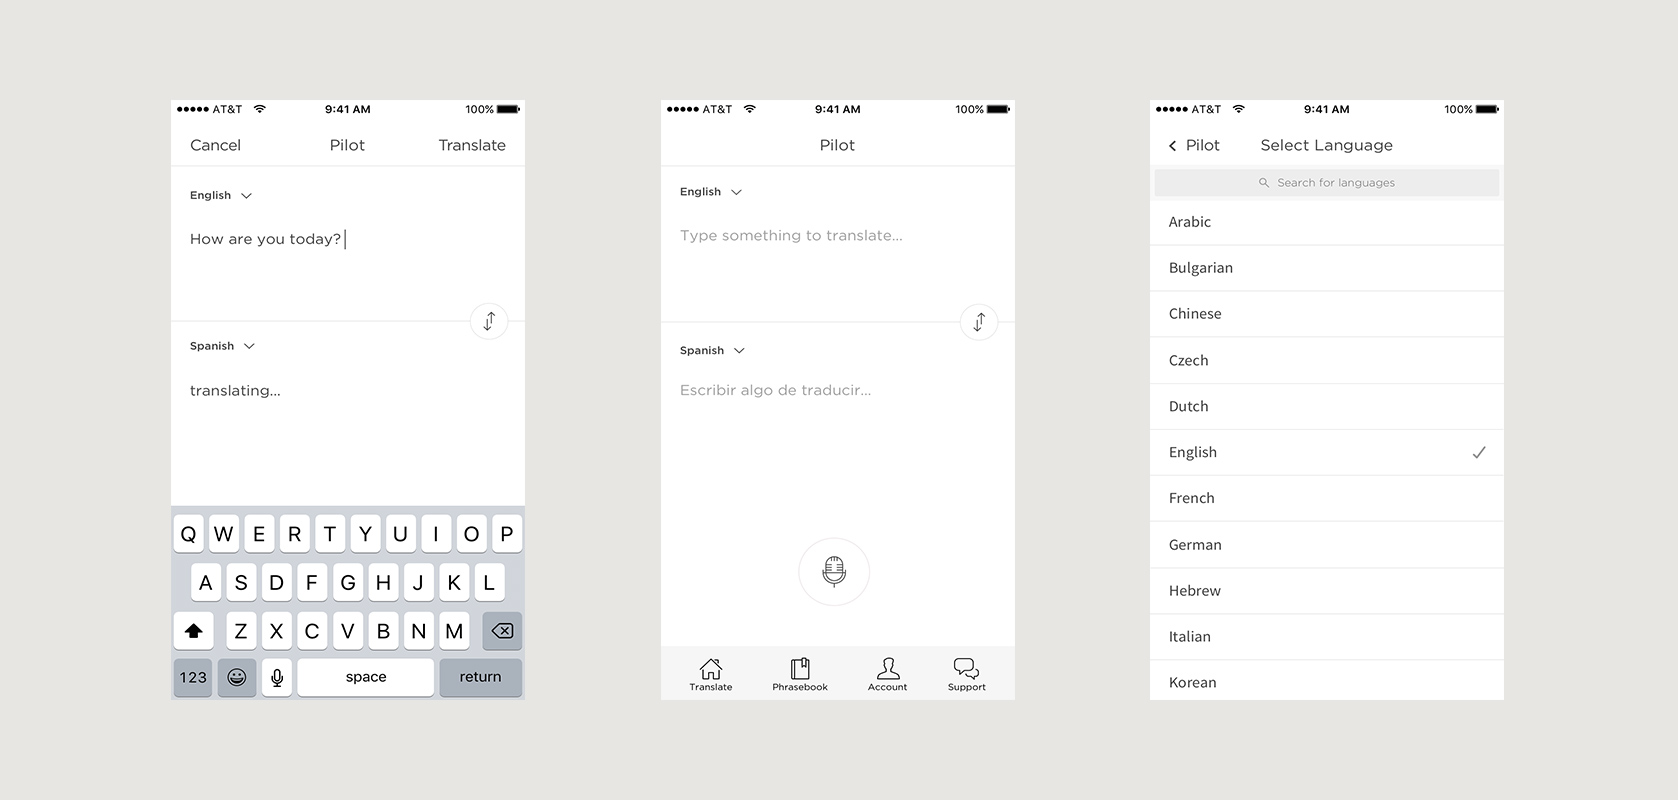 AT&T 9:41 AM 100%
Cancel Pilot Translate
English
How are you today?
Spanish
translating...
Q W E R T Y U I O P
A S D F G H J K L
Z X C V B N M
123 space return
AT&T 9:41 AM 100%
Pilot
English
Type something to translate...
Spanish
Escribir algo de traducir...
Translate Phrasebook Account Support
AT&T 9:41 AM 100%
Pilot Select Language
Search for languages
Arabic
Bulgarian
Chinese
Czech
Dutch
English
French
German
Hebrew
Italian
Korean